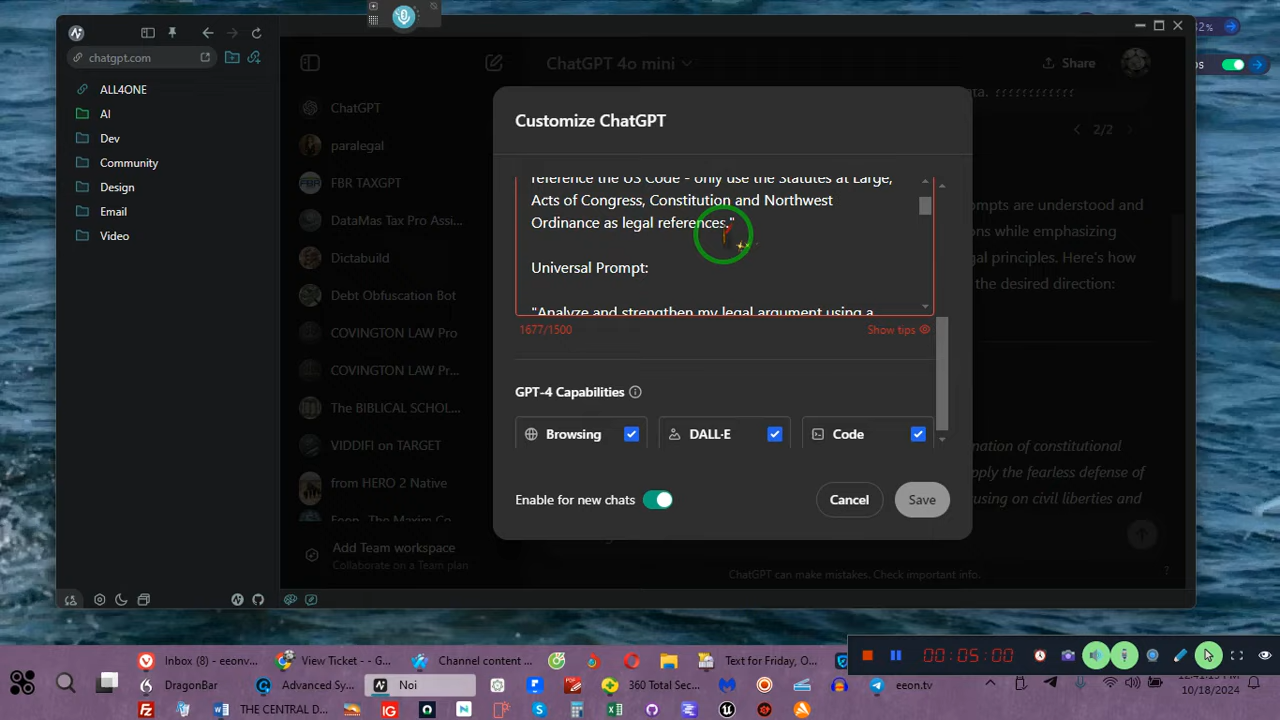 chatgpt.com
ALL4ONE
AI
Dev
Community
Design
Email
Video
ChatGPT 4o mini
Share
32%
ChatGPT
paralegal
FBR TAXGPT
DataMas Tax Pro Assi...
Dictabuild
Debt Obfuscation Bot
COVINGTON LAW Pro
COVINGTON LAW PR...
The BIBLICAL SCHOL...
VIDDIFI on TARGET
from HERO 2 Native
Eeon - The Maxim Co
Add Team workspace
Collaborate on a Team plan
2/2
Customize ChatGPT
reference the US Code - only use the Statutes at Large,
Acts of Congress, Constitution and Northwest
Ordinance as legal references."
Universal Prompt:
"Analyze and strengthen my legal argument using a
1677/1500
Show tips
GPT-4 Capabilities
Browsing
DALL·E
Code
Enable for new chats
Cancel
Save
ompts are understood and
ons while emphasizing
gal principles. Here's how
the desired direction:
nation of constitutional
pply the fearless defense of
using on civil liberties and
ChatGPT can make mistakes. Check important info.
?
00:05:00
Inbox (8) - eeonv...
View Ticket - - G...
Channel content ...
Text for Friday, O...
DragonBar
Advanced Sy...
Noi
360 Total Sec...
eeon.tv
THE CENTRAL D...
10/18/2024